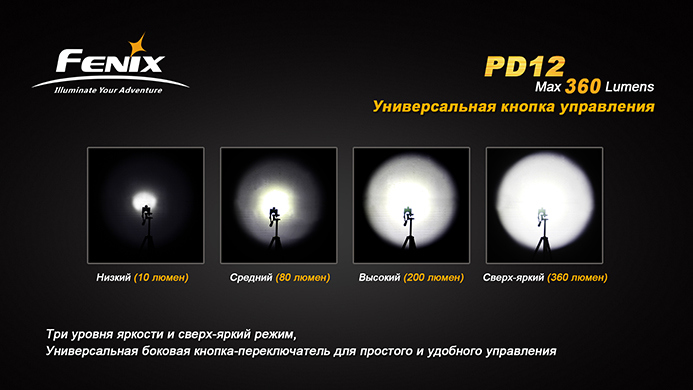 FENIX
Illuminate Your Adventure
PD12
Max 360 Lumens
Универсальная кнопка управления
Низкий (10 люмен)
Средний (80 люмен)
Высокий (200 люмен)
Сверх-яркий (360 люмен)
Три уровня яркости и сверх-яркий режим,
Универсальная боковая кнопка-переключатель для простого и удобного управления